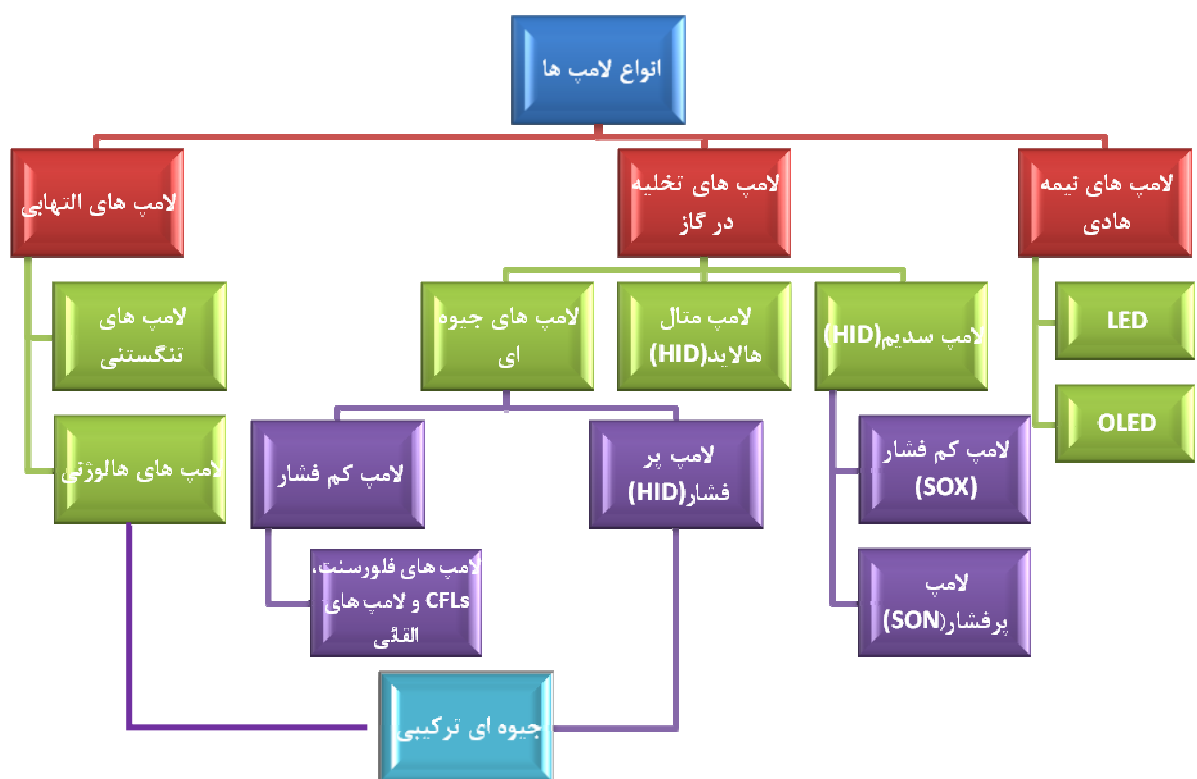 انواع لامپ ها
لامپ های نیمه
هادی
لامپ های تخلیه
در گاز
لامپ های التهابی
LED
OLED
لامپ سدیم(HID)
لامپ متال
هالاید(HID)
لامپ های جیوه
ای
لامپ های
تنگستنی
لامپ های هالوژنی
لامپ کم فشار
(SOX)
لامپ
پرفشار(SON)
لامپ پر
فشار(HID)
لامپ کم فشار
لامپ های فلورسنت،
CFLs و لامپ های
القائی
جیوه ای ترکیبی